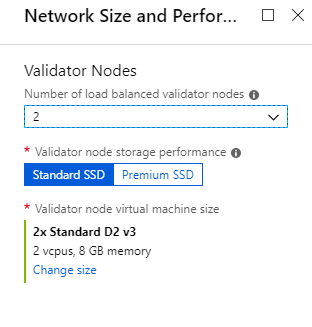 Network Size and Perfor...
Validator Nodes
Number of load balanced validator nodes
2
* Validator node storage performance
Standard SSD Premium SSD
* Validator node virtual machine size
2x Standard D2 v3
2 vcpus, 8 GB memory
Change size